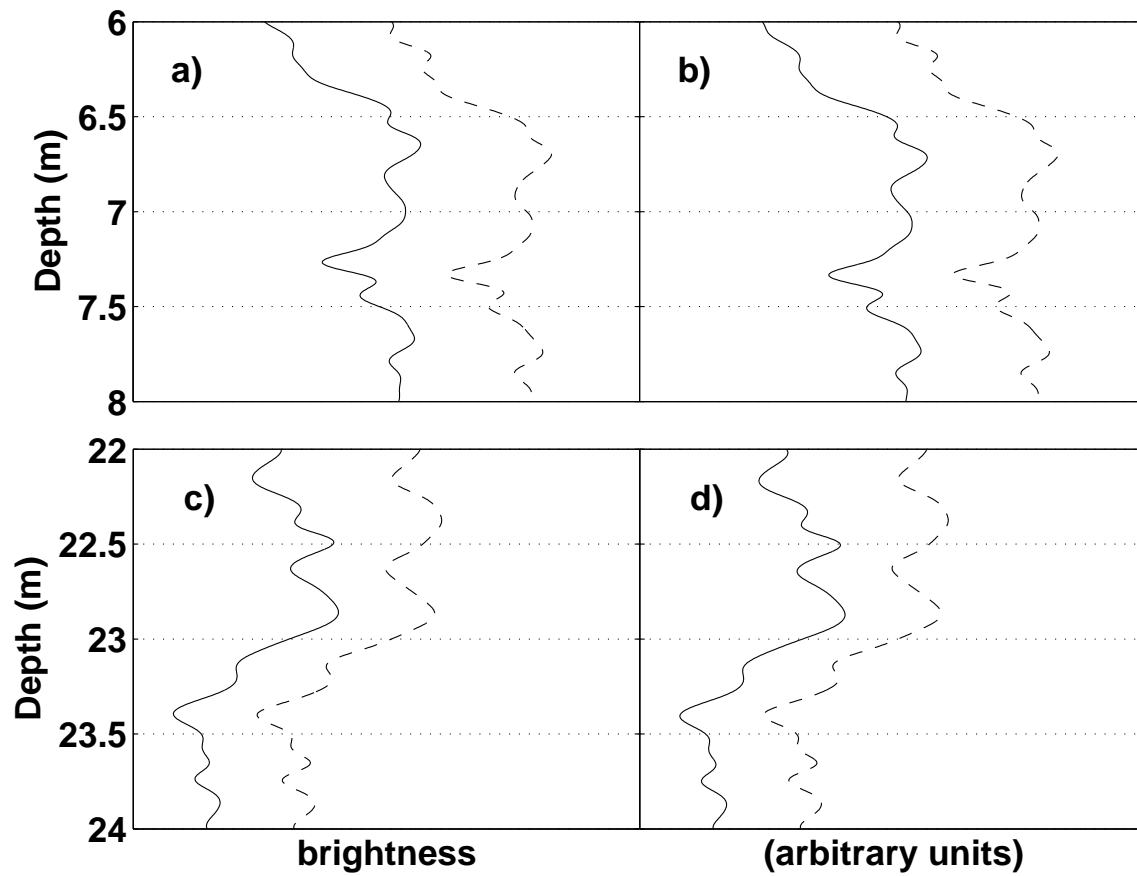 6
a)
b)
6.5
Depth (m)
7
7.5
8
22
c)
d)
22.5
Depth (m)
23
23.5
24
brightness
(arbitrary units)